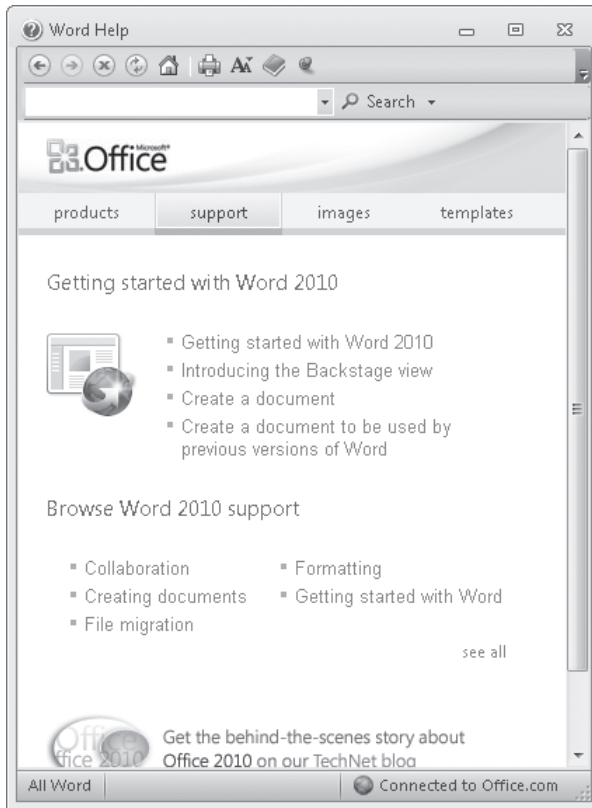 Word Help
Search
Microsoft®
Office
products support images templates
Getting started with Word 2010
Getting started with Word 2010
Introducing the Backstage view
Create a document
Create a document to be used by
previous versions of Word
Browse Word 2010 support
Collaboration
Formatting
Creating documents
Getting started with Word
File migration
see all
Office
ffice 2010
Get the behind-the-scenes story about
Office 2010 on our TechNet blog
All Word
Connected to Office.com